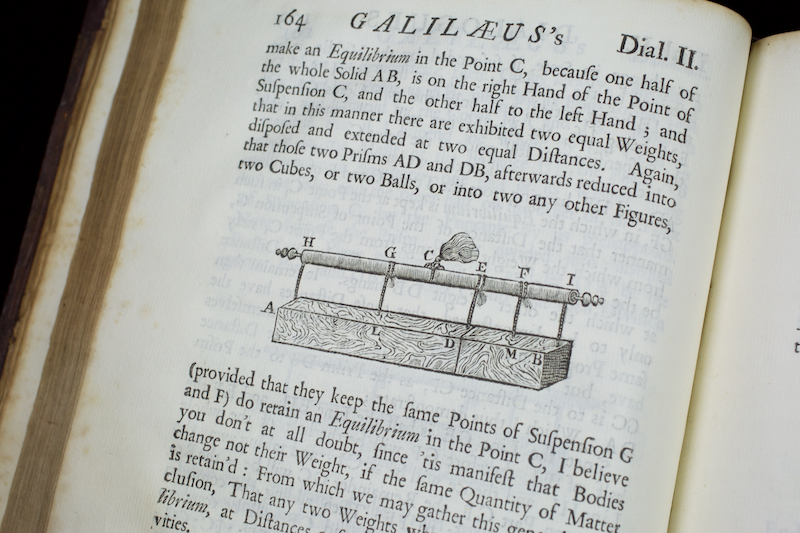 164 GALILÆUS's Dial. II.
make an Equilibrium in the Point C, becauſe one half of
the whole Solid AB, is on the right Hand of the Point of
Suſpenſion C, and the other half to the left Hand ; and
that in this manner there are exhibited two equal Weights,
diſpoſed and extended at two equal Diſtances. Again,
that thoſe two Priſms AD and DB, afterwards reduced into
two Cubes, or two Balls, or into two any other Figures,
H G C E F I
A L D M B
(provided that they keep the ſame Points of Suſpenſion G
and F) do retain an Equilibrium in the Point C, I believe
you don't at all doubt, ſince 'tis manifeſt that Bodies
change not their Weight, if the ſame Quantity of Matter
is retain'd : From which we may gather this gene
cluſion, That any two Weights
librium, at Diſtances
vities.